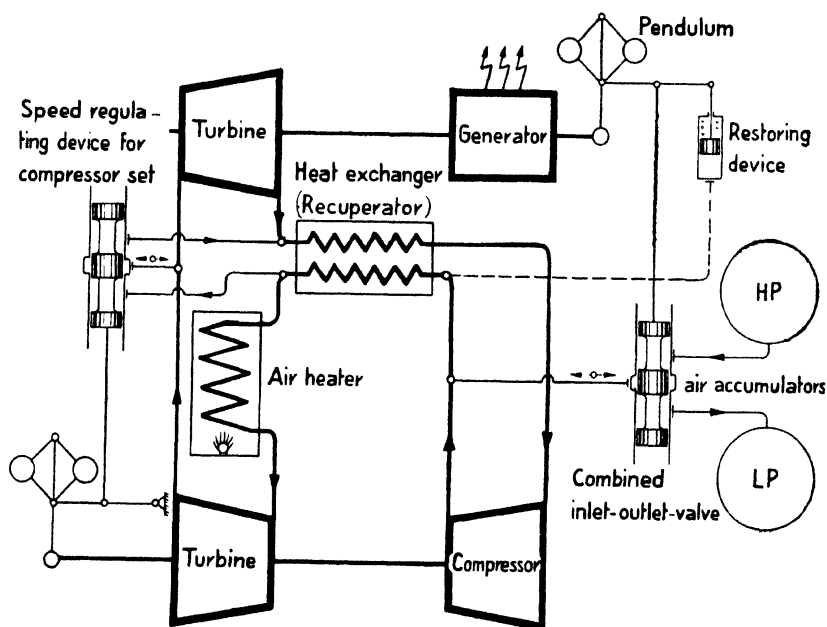 Pendulum
Speed regula-
ting device for
compressor set
Turbine
Generator
Restoring
device
Heat exchanger
(Recuperator)
HP
Air heater
air accumulators
LP
Combined
inlet-outlet-valve
Turbine
Compressor